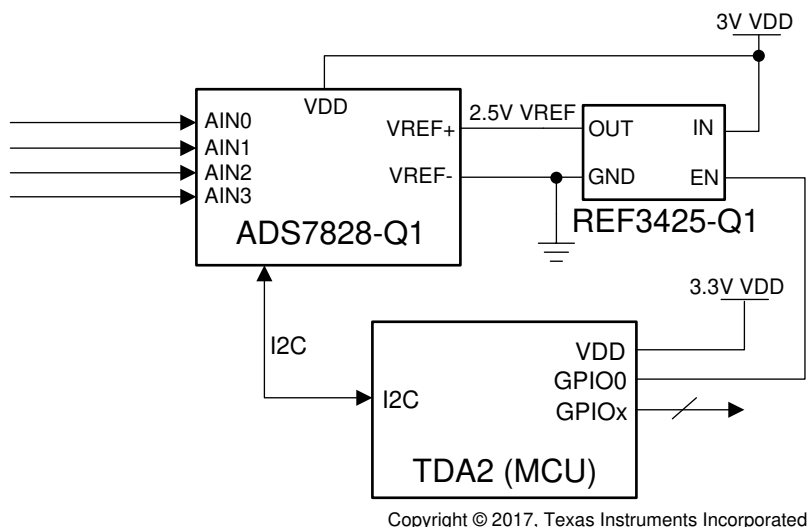 3V VDD
VDD
AIN0
AIN1
AIN2
AIN3
VREF+
VREF-
ADS7828-Q1
2.5V VREF
OUT
IN
GND
EN
REF3425-Q1
3.3V VDD
I2C
I2C
VDD
GPIO0
GPIOx
TDA2 (MCU)
Copyright © 2017, Texas Instruments Incorporated